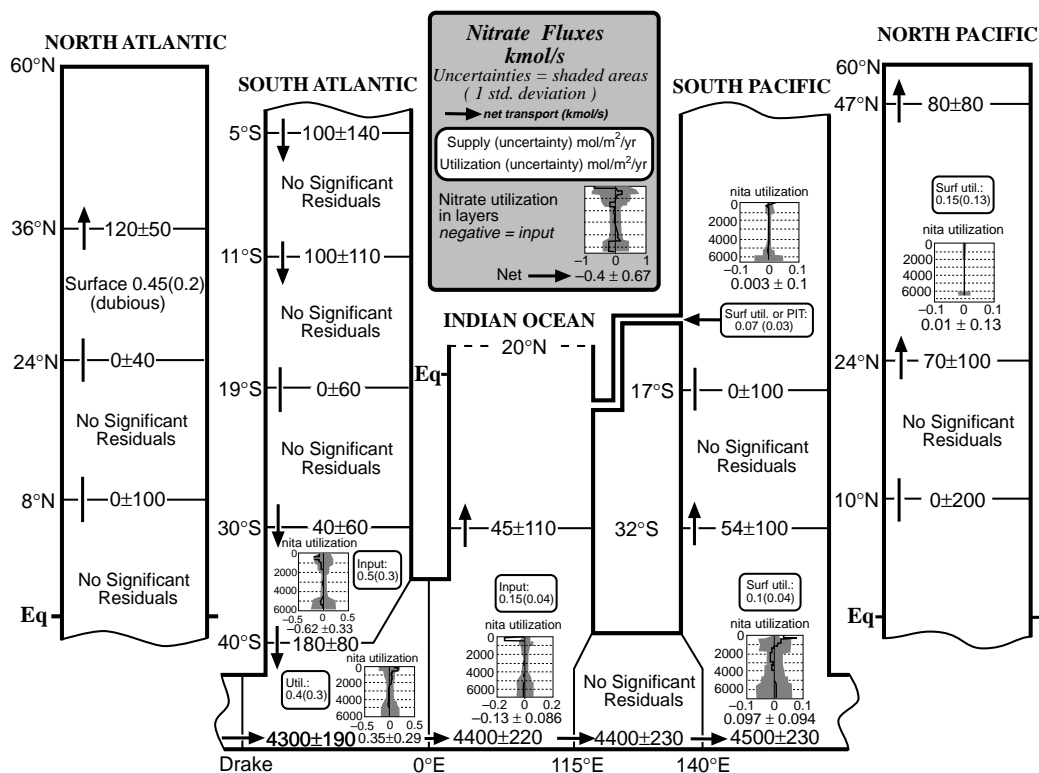 NORTH ATLANTIC
60°N
36°N
120±50
Surface 0.45(0.2)
(dubious)
24°N
0±40
No Significant
Residuals
8°N
0±100
No Significant
Residuals
Eq
SOUTH ATLANTIC
5°S
100±140
No Significant
Residuals
11°S
100±110
No Significant
Residuals
19°S
0±60
No Significant
Residuals
30°S
40±60
nita utilization
0
2000
4000
6000
−0.5 0 0.5
−0.62 ±0.33
Input:
0.5(0.3)
40°S
180±80
Util.:
0.4(0.3)
nita utilization
0
2000
4000
6000
−0.5 0 0.5
0.35±0.29
4300±190
Drake
Nitrate Fluxes
kmol/s
Uncertainties = shaded areas
( 1 std. deviation )
net transport (kmol/s)
Supply (uncertainty) mol/m²/yr
Utilization (uncertainty) mol/m²/yr
Nitrate utilization
in layers
negative = input
−1 0 1
Net
−0.4 ± 0.67
INDIAN OCEAN
20°N
Eq
45±110
Input:
0.15(0.04)
nita utilization
0
2000
4000
6000
−0.2 0 0.2
−0.13 ± 0.086
4400±220
0°E
115°E
No Significant
Residuals
4400±230
140°E
SOUTH PACIFIC
nita utilization
0
2000
4000
6000
−0.1 0 0.1
0.003 ± 0.1
Surf util. or PIT:
0.07 (0.03)
17°S
0±100
No Significant
Residuals
32°S
54±100
Surf util.:
0.1(0.04)
nita utilization
0
2000
4000
6000
−0.1 0 0.1
0.097 ± 0.094
4500±230
NORTH PACIFIC
60°N
47°N
80±80
Surf util.:
0.15(0.13)
nita utilization
0
2000
4000
6000
−0.1 0 0.1
0.01 ± 0.13
24°N
70±100
No Significant
Residuals
10°N
0±200
Eq